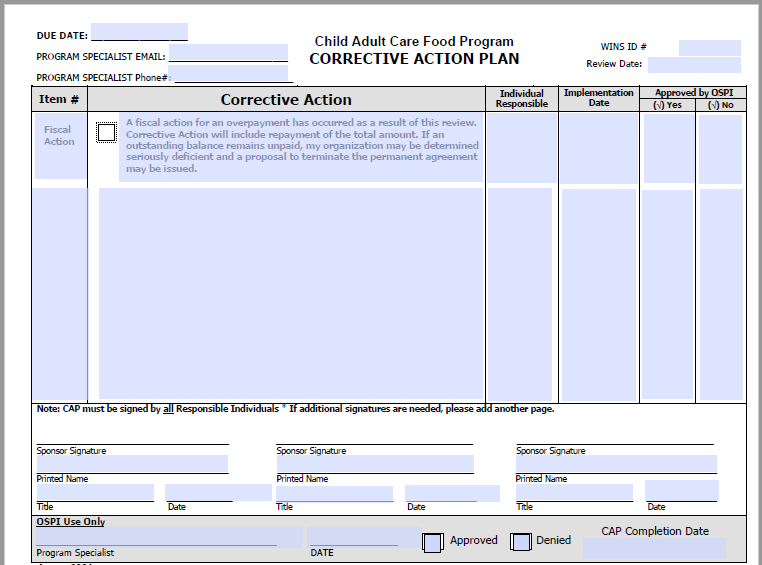 DUE DATE:
PROGRAM SPECIALIST EMAIL:
PROGRAM SPECIALIST Phone#:
Child Adult Care Food Program
CORRECTIVE ACTION PLAN
WINS ID #
Review Date:
Item #
Corrective Action
Individual
Responsible
Implementation
Date
Approved by OSPI
(√) Yes
(√) No
Fiscal
Action
A fiscal action for an overpayment has occurred as a result of this review.
Corrective Action will include repayment of the total amount. If an
outstanding balance remains unpaid, my organization may be determined
seriously deficient and a proposal to terminate the permanent agreement
may be issued.
Note: CAP must be signed by all Responsible Individuals * If additional signatures are needed, please add another page.
Sponsor Signature
Sponsor Signature
Sponsor Signature
Printed Name
Printed Name
Printed Name
Title
Date
Title
Date
Title
Date
OSPI Use Only
Program Specialist
DATE
Approved
Denied
CAP Completion Date